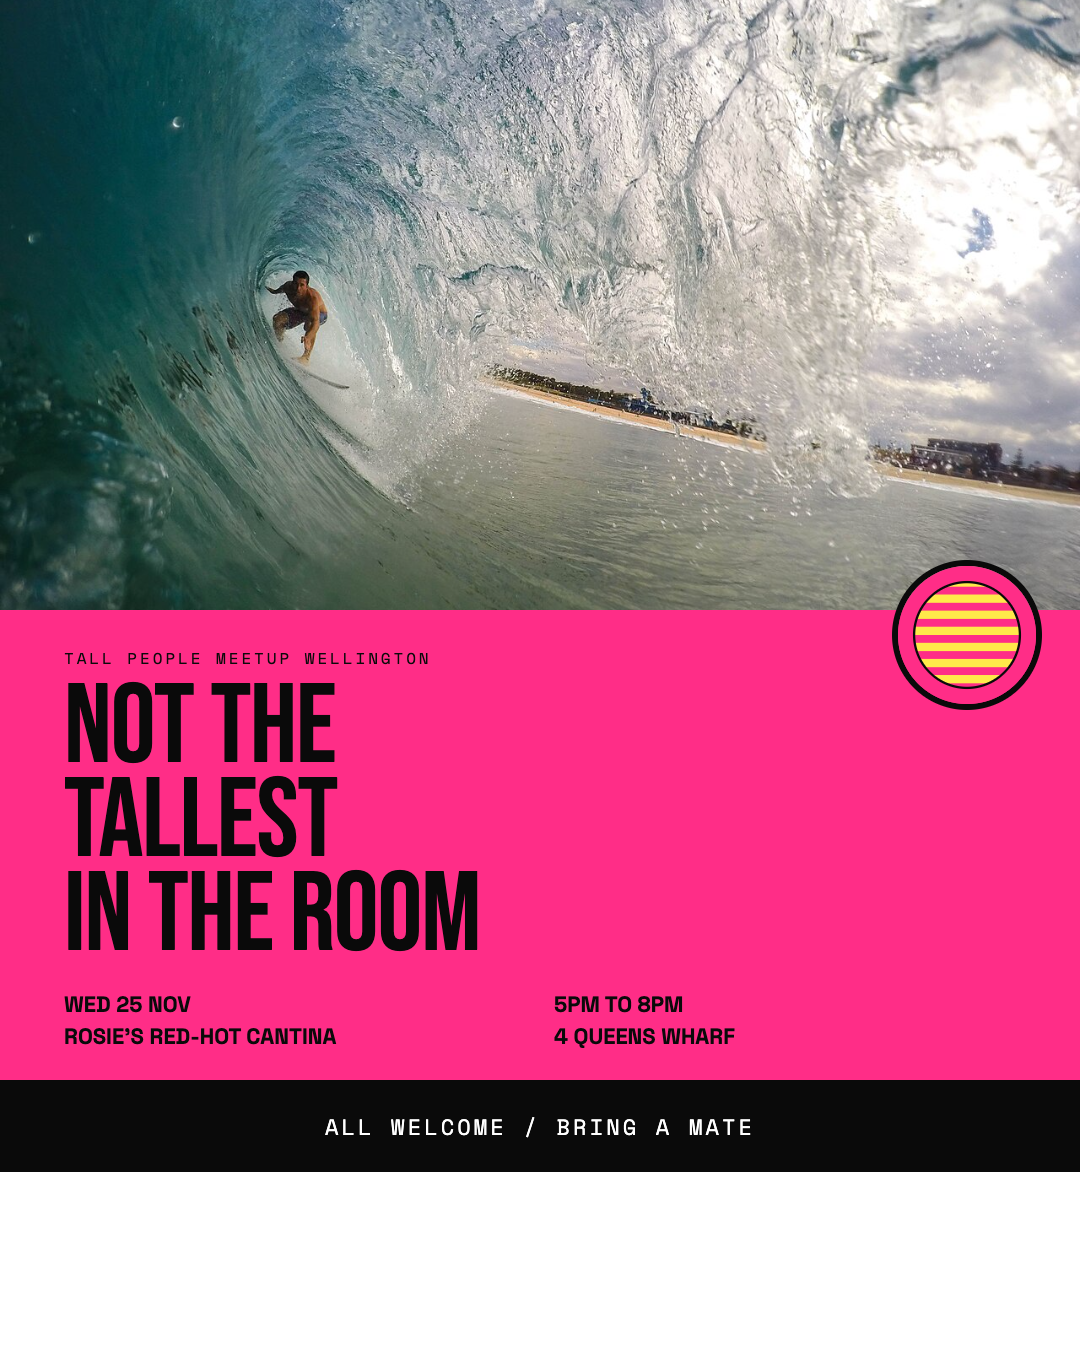 TALL PEOPLE MEETUP WELLINGTON
NOT THE
TALLEST
IN THE ROOM
WED 25 NOV
5PM TO 8PM
ROSIE’S RED-HOT CANTINA
4 QUEENS WHARF
ALL WELCOME / BRING A MATE